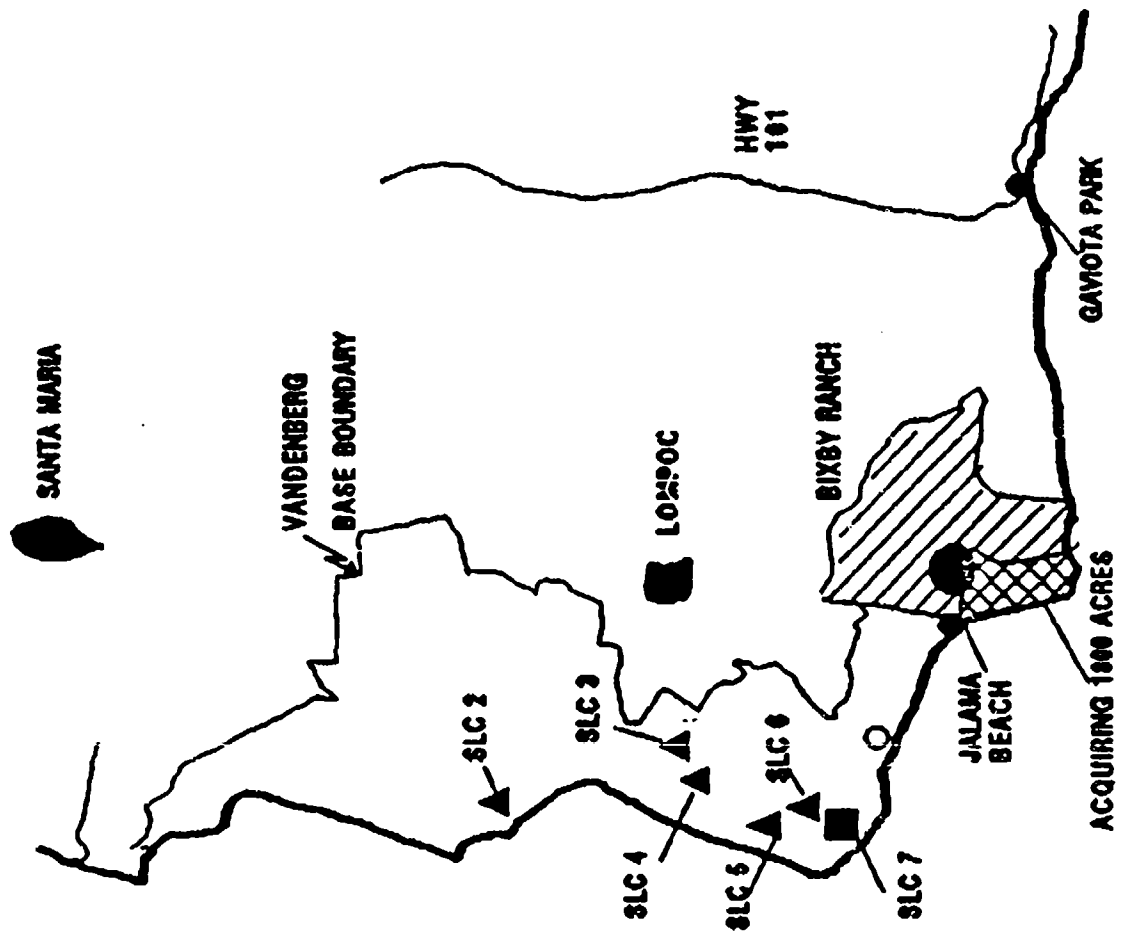 SANTA MARIA
VANDENBERG
BASE BOUNDARY
HWY
101
LOMPOC
SLC 2
SLC 3
SLC 4
SLC 5
SLC 6
SLC 7
BIXBY RANCH
JALAMA
BEACH
ACQUIRING 1800 ACRES
GAVIOTA PARK